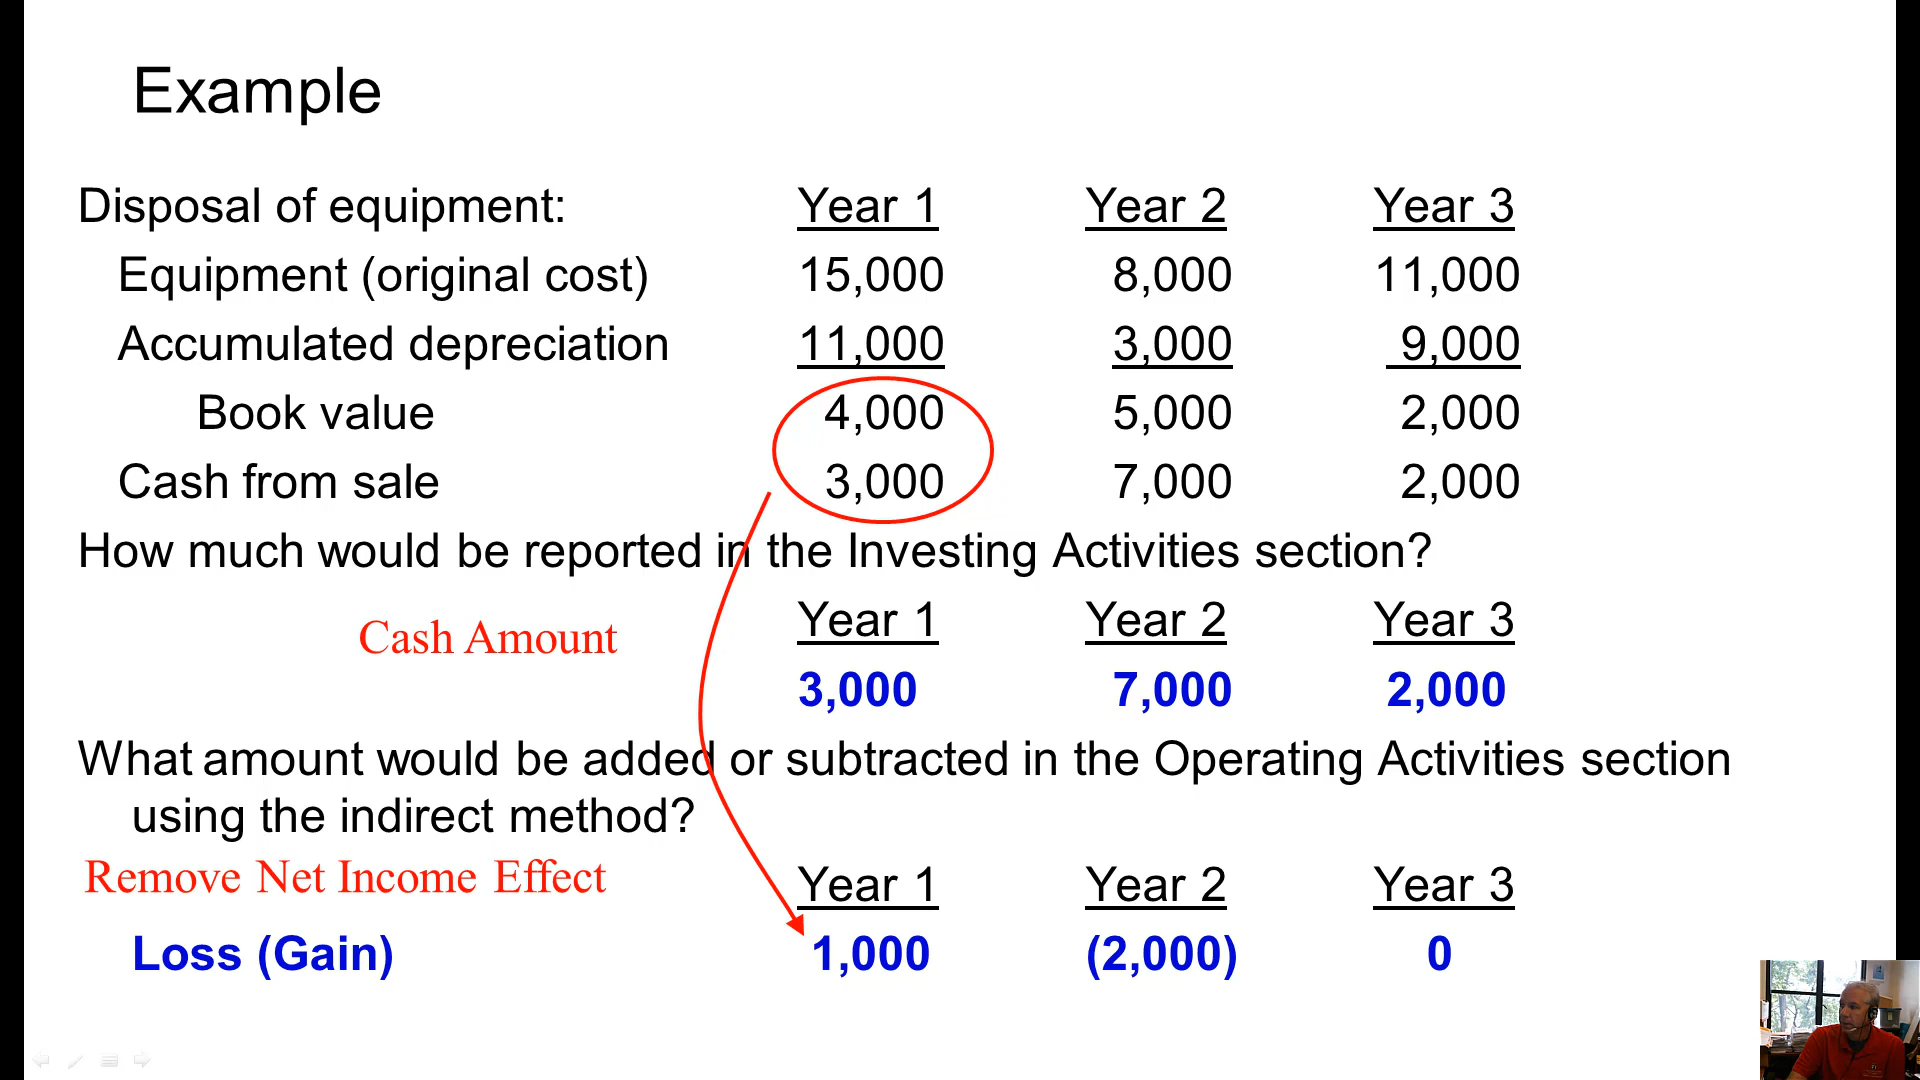 Example
Disposal of equipment: Year 1 Year 2 Year 3
Equipment (original cost) 15,000 8,000 11,000
Accumulated depreciation 11,000 3,000 9,000
Book value 4,000 5,000 2,000
Cash from sale 3,000 7,000 2,000
How much would be reported in the Investing Activities section?
Cash Amount Year 1 Year 2 Year 3
3,000 7,000 2,000
What amount would be added or subtracted in the Operating Activities section
using the indirect method?
Remove Net Income Effect Year 1 Year 2 Year 3
Loss (Gain) 1,000 (2,000) 0